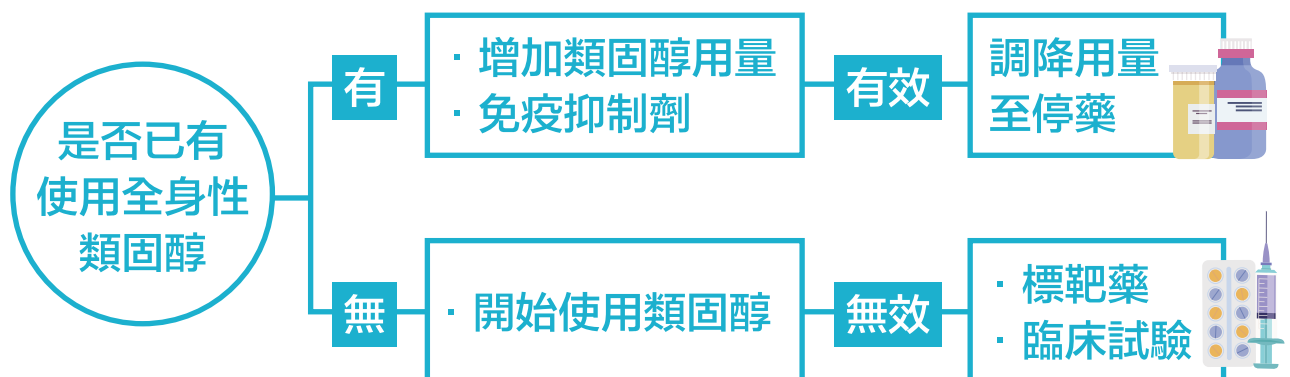 是否已有
使用全身性
類固醇
有
· 增加類固醇用量
· 免疫抑制劑
有效
調降用量
至停藥
無
· 開始使用類固醇
無效
· 標靶藥
· 臨床試驗